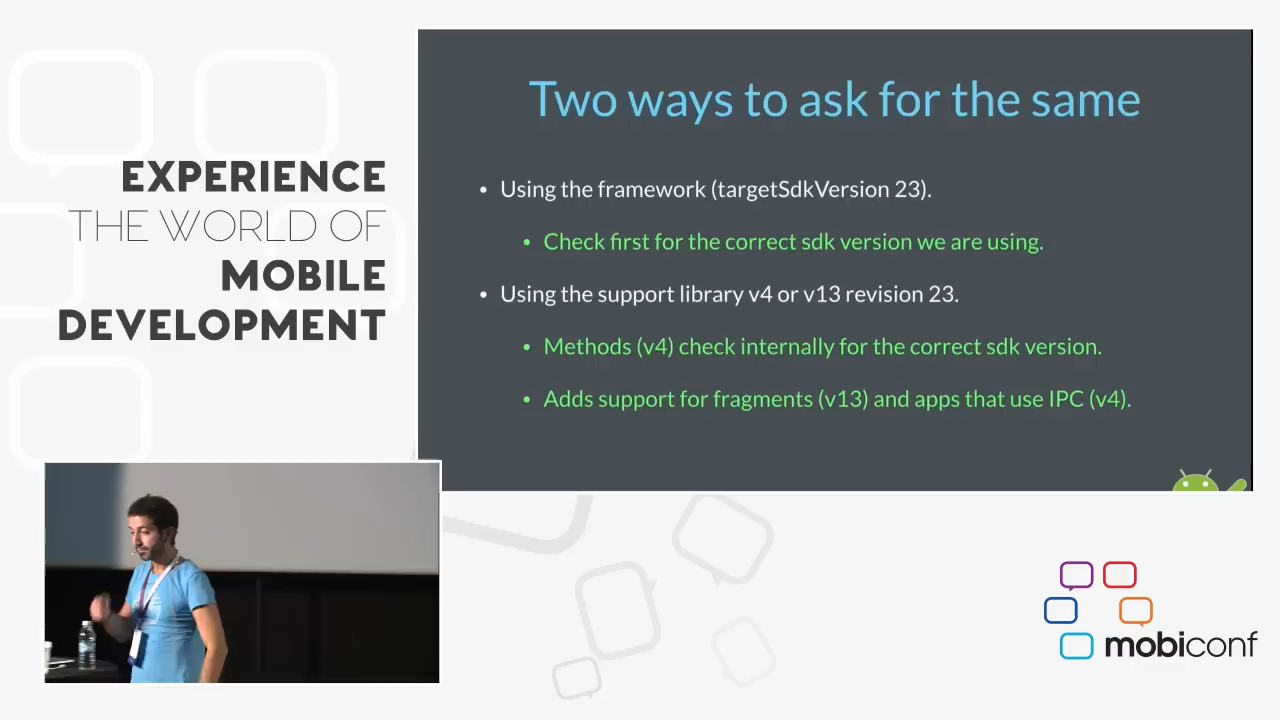 EXPERIENCE
THE WORLD OF
MOBILE
DEVELOPMENT
Two ways to ask for the same
• Using the framework (targetSdkVersion 23).
• Check first for the correct sdk version we are using.
• Using the support library v4 or v13 revision 23.
• Methods (v4) check internally for the correct sdk version.
• Adds support for fragments (v13) and apps that use IPC (v4).
mobiconf